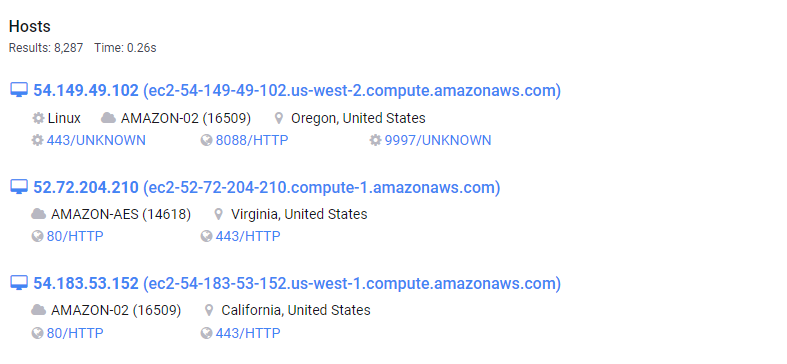 Hosts
Results: 8,287 Time: 0.26s
54.149.49.102 (ec2-54-149-49-102.us-west-2.compute.amazonaws.com)
Linux AMAZON-02 (16509) Oregon, United States
443/UNKNOWN 8088/HTTP 9997/UNKNOWN
52.72.204.210 (ec2-52-72-204-210.compute-1.amazonaws.com)
AMAZON-AES (14618) Virginia, United States
80/HTTP 443/HTTP
54.183.53.152 (ec2-54-183-53-152.us-west-1.compute.amazonaws.com)
AMAZON-02 (16509) California, United States
80/HTTP 443/HTTP